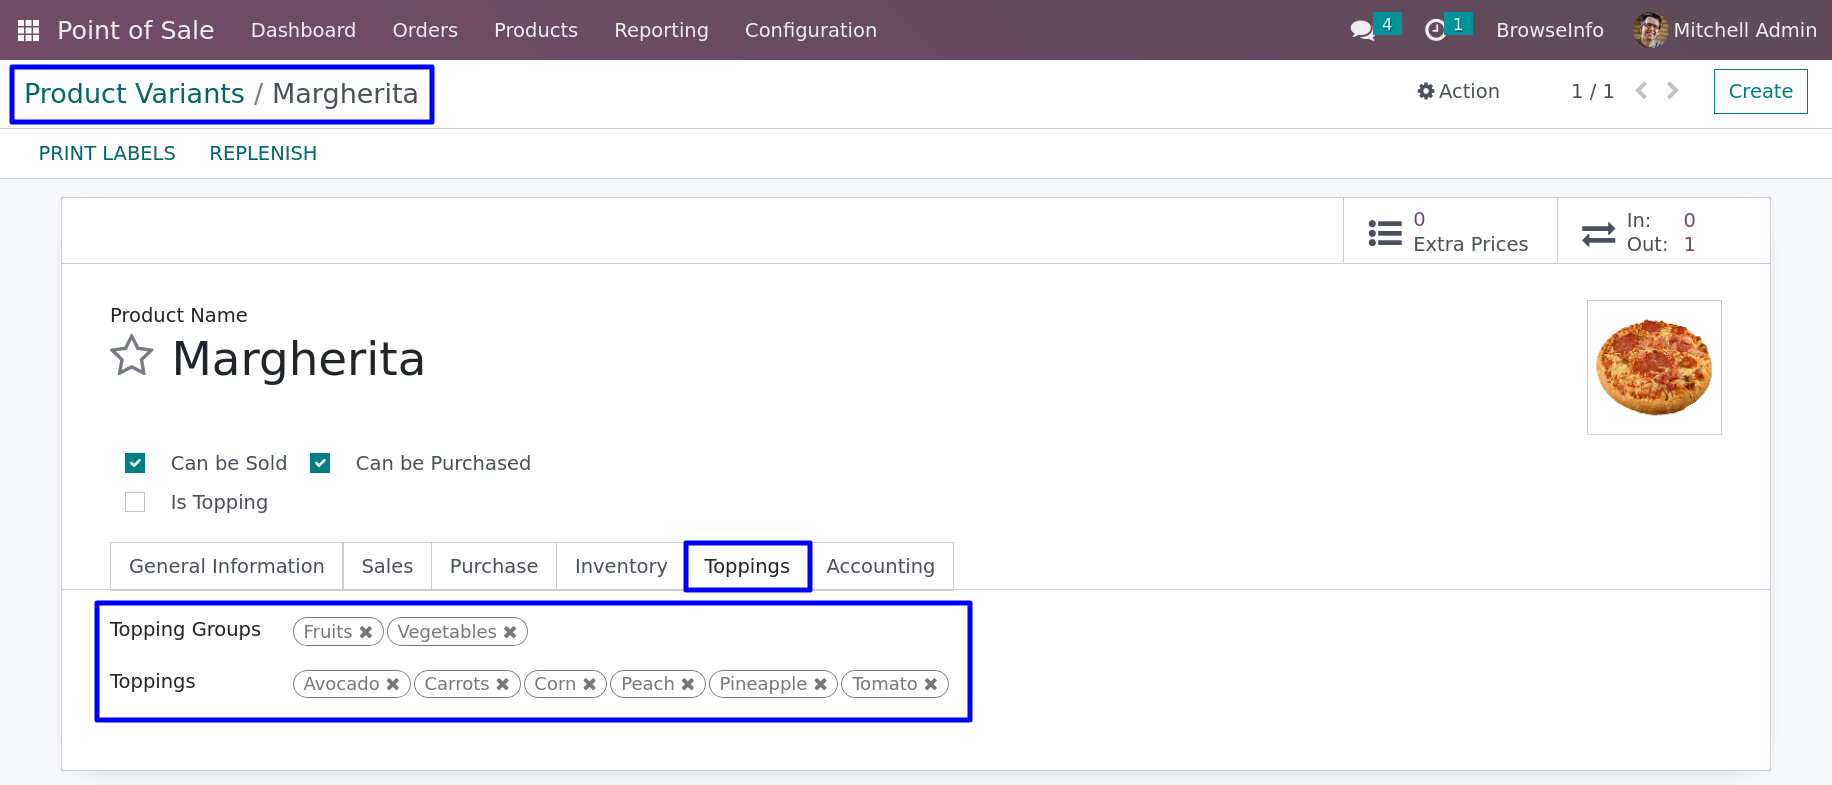 Point of Sale Dashboard Orders Products Reporting Configuration 4 1 BrowseInfo Mitchell Admin
Product Variants / Margherita Action 1 / 1 Create
PRINT LABELS REPLENISH
0 Extra Prices
In: 0
Out: 1
Product Name
Margherita
Can be Sold Can be Purchased
Is Topping
General Information Sales Purchase Inventory Toppings Accounting
Topping Groups Fruits Vegetables
Toppings Avocado Carrots Corn Peach Pineapple Tomato